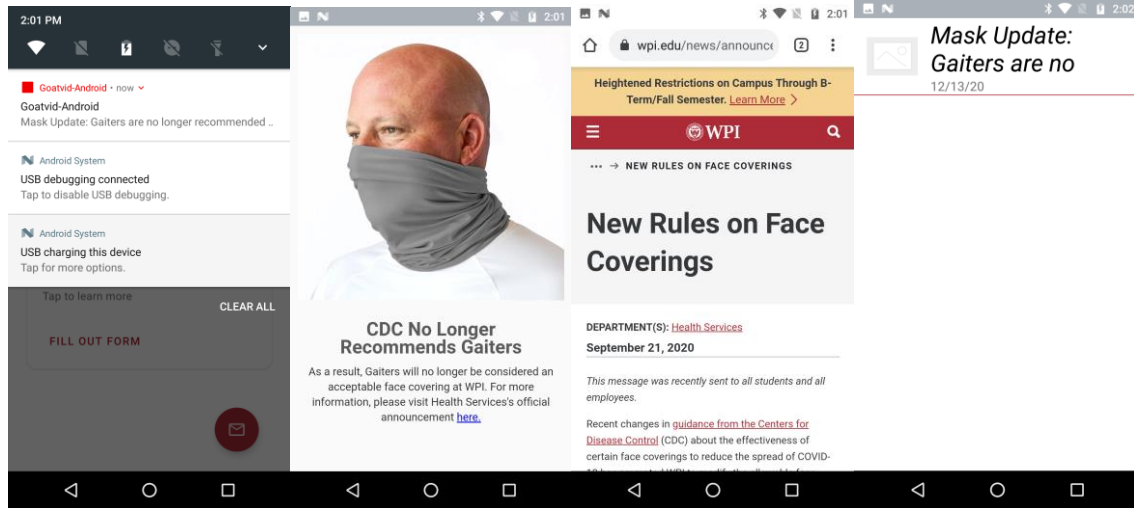 2:01 PM
Goatvid-Android • now
Goatvid-Android
Mask Update: Gaiters are no longer recommended ..
Android System
USB debugging connected
Tap to disable USB debugging.
Android System
USB charging this device
Tap for more options.
Tap to learn more
CLEAR ALL
FILL OUT FORM
2:01
CDC No Longer
Recommends Gaiters
As a result, Gaiters will no longer be considered an
acceptable face covering at WPI. For more
information, please visit Health Services's official
announcement here.
2:01
wpi.edu/news/announce
2
Heightened Restrictions on Campus Through B-
Term/Fall Semester. Learn More >
WPI
••• → NEW RULES ON FACE COVERINGS
New Rules on Face
Coverings
DEPARTMENT(S): Health Services
September 21, 2020
This message was recently sent to all students and all
employees.
Recent changes in guidance from the Centers for
Disease Control (CDC) about the effectiveness of
certain face coverings to reduce the spread of COVID-
2:02
Mask Update:
Gaiters are no
12/13/20